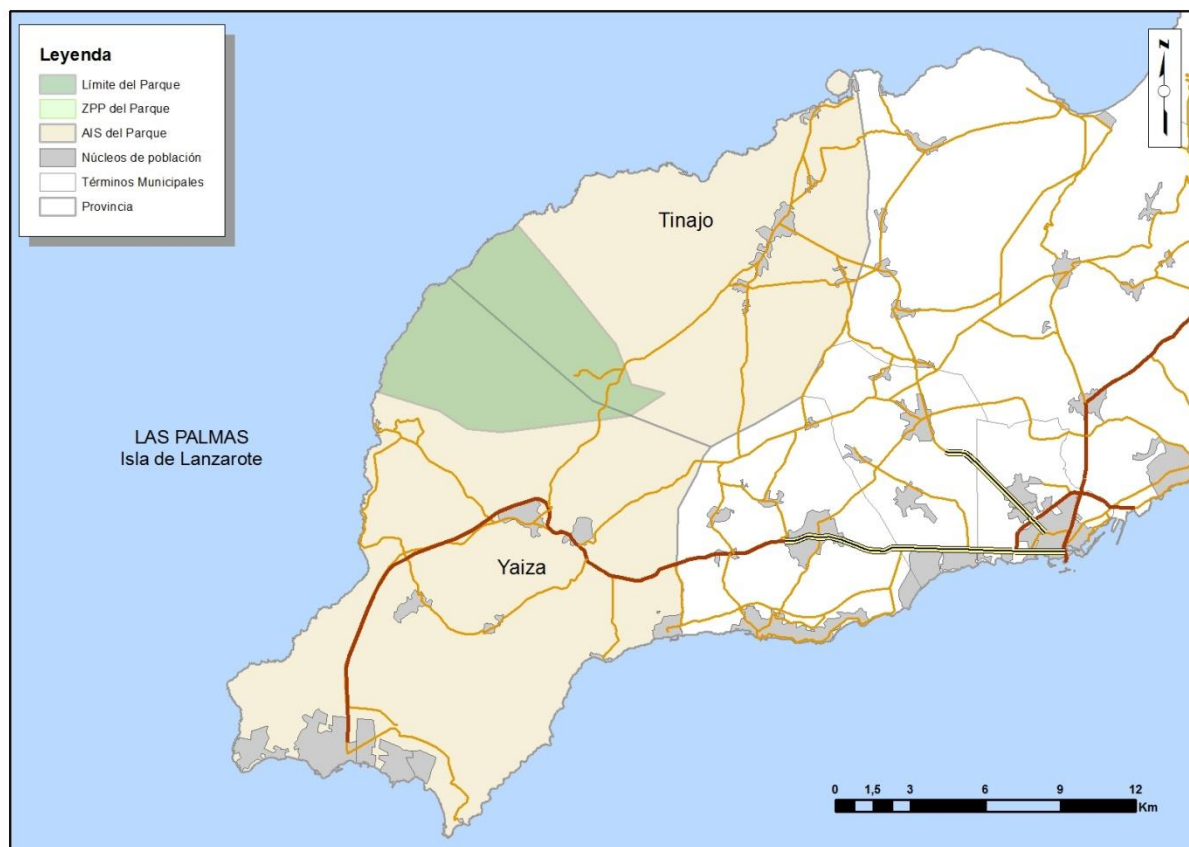 Leyenda
Límite del Parque
ZPP del Parque
AIS del Parque
Núcleos de población
Términos Municipales
Provincia
N
Tinajo
LAS PALMAS
Isla de Lanzarote
Yaiza
0 1,5 3 6 9 12
Km